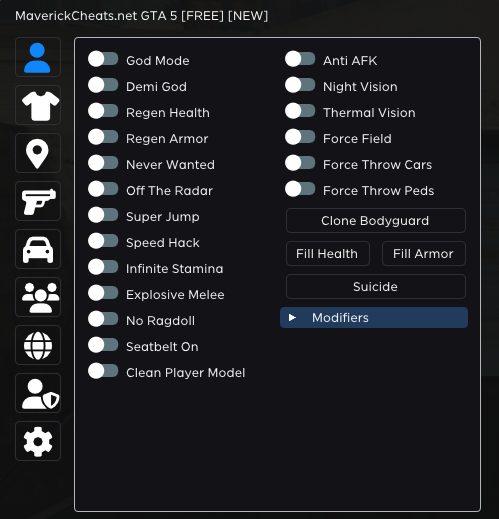 MaverickCheats.net GTA 5 [FREE] [NEW]
God Mode
Demi God
Regen Health
Regen Armor
Never Wanted
Off The Radar
Super Jump
Speed Hack
Infinite Stamina
Explosive Melee
No Ragdoll
Seatbelt On
Clean Player Model
Anti AFK
Night Vision
Thermal Vision
Force Field
Force Throw Cars
Force Throw Peds
Clone Bodyguard
Fill Health
Fill Armor
Suicide
Modifiers